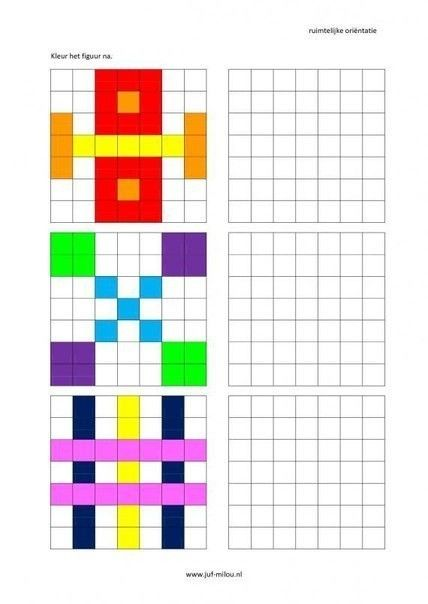 ruimtelijke oriëntatie
Kleur het figuur na.
www.juf-milou.nl